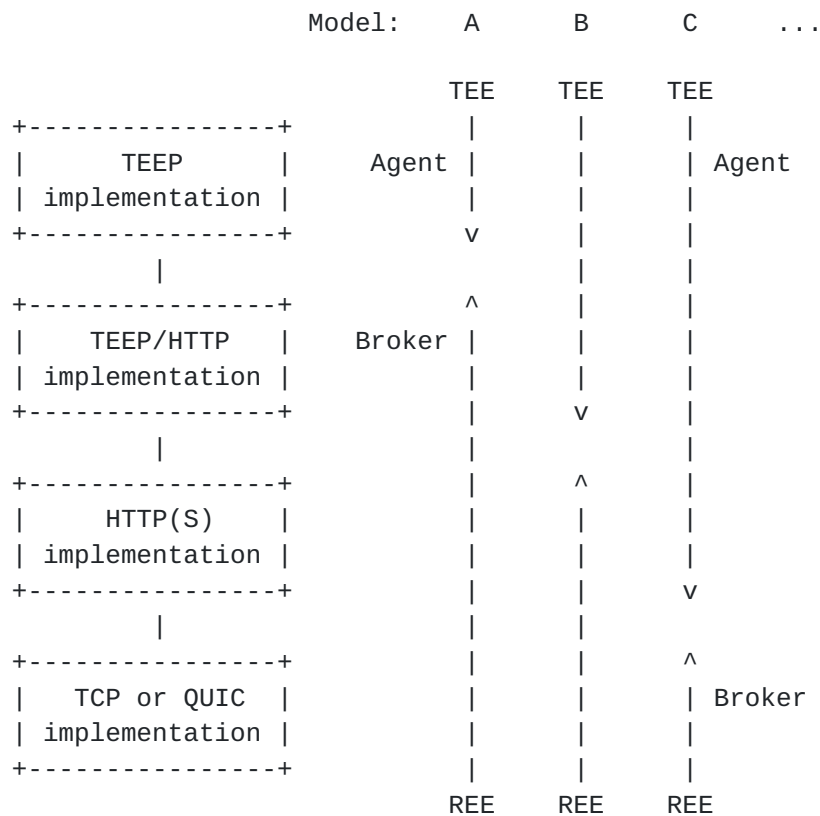 Model:    A      B      C     ...

                            TEE    TEE    TEE
+----------------+           |      |      |
|      TEEP      |     Agent |      |      | Agent
| implementation |           |      |      |
+----------------+           v      |      |
         |                          |      |
+----------------+           ^      |      |
|    TEEP/HTTP   |    Broker |      |      |
| implementation |           |      |      |
+----------------+           |      v      |
         |                   |             |
+----------------+           |      ^      |
|     HTTP(S)    |           |      |      |
| implementation |           |      |      |
+----------------+           |      |      v
         |                   |      |
+----------------+           |      |      ^
|   TCP or QUIC  |           |      |      | Broker
| implementation |           |      |      |
+----------------+           |      |      |
                            REE    REE    REE